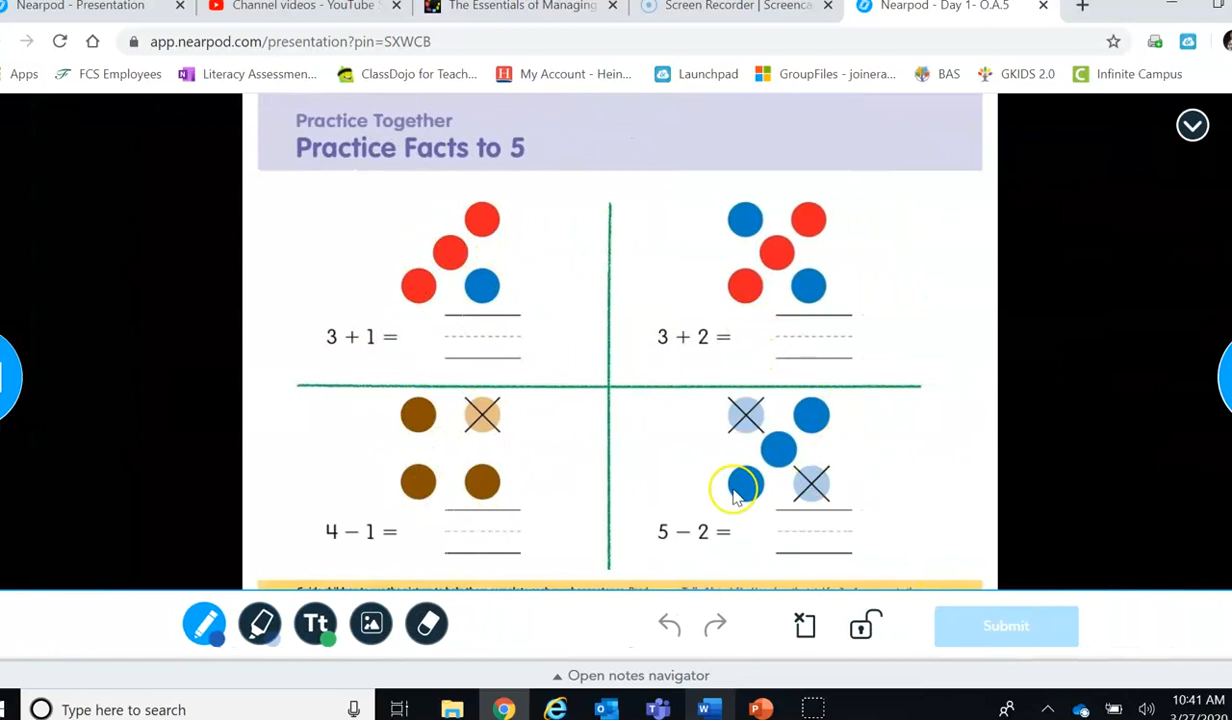 Nearpod - Presentation
Channel videos - YouTube
The Essentials of Managing
Screen Recorder | Screenca
Nearpod - Day 1- O.A.5
app.nearpod.com/presentation?pin=SXWCB
Apps
FCS Employees
Literacy Assessmen...
ClassDojo for Teach...
My Account - Hein...
Launchpad
GroupFiles - joinera...
BAS
GKIDS 2.0
Infinite Campus
Practice Together
Practice Facts to 5
3 + 1 =
3 + 2 =
4 − 1 =
5 − 2 =
Tt
Submit
Open notes navigator
Type here to search
10:41 AM